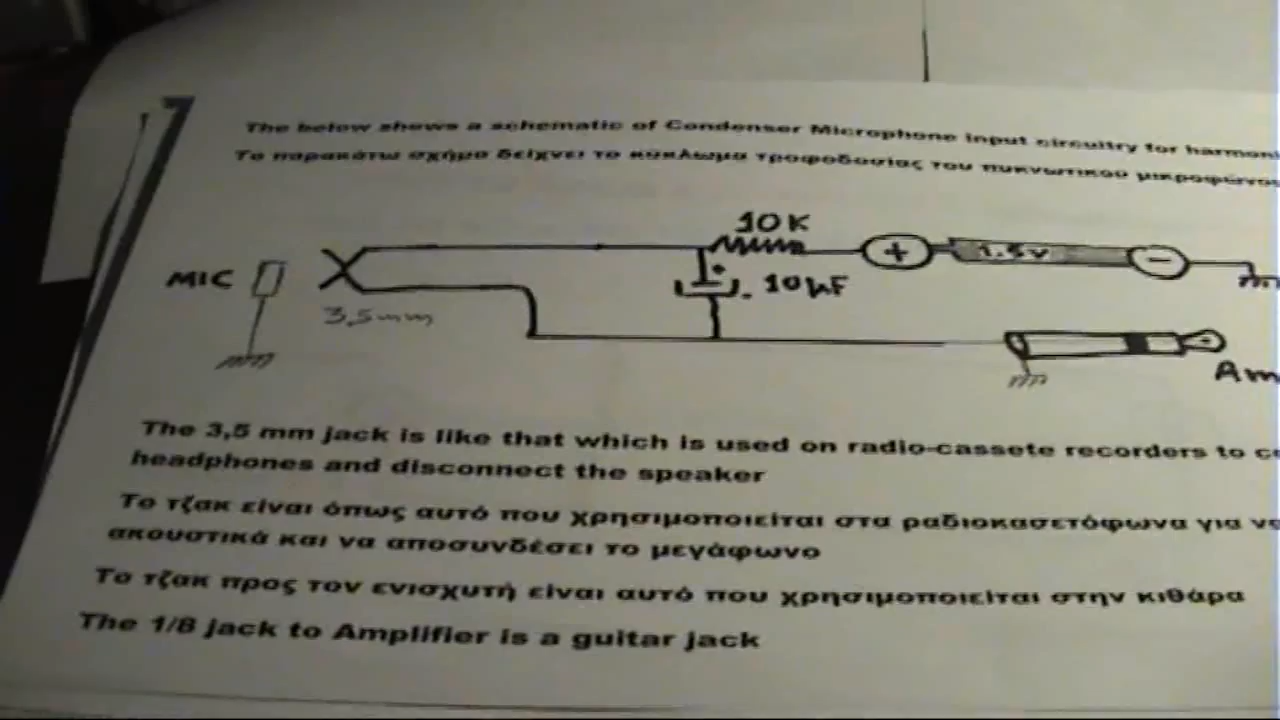 The below shows a schematic of Condenser Microphone input circuitry for harmoni
Το παρακάτω σχήμα δείχνει το κύκλωμα τροφοδοσίας του πυκνωτικού μικροφώνου
10K
+ 1.5v -
MIC
10μF
3,5mm
Am
The 3,5 mm jack is like that which is used on radio-cassete recorders to c
headphones and disconnect the speaker
Το τζακ είναι όπως αυτό που χρησιμοποιείται στα ραδιοκασετόφωνα για να
ακουστικά και να αποσυνδέσει το μεγάφωνο
Το τζακ προς τον ενισχυτή είναι αυτό που χρησιμοποιείται στην κιθάρα
The 1/8 jack to Amplifier is a guitar jack